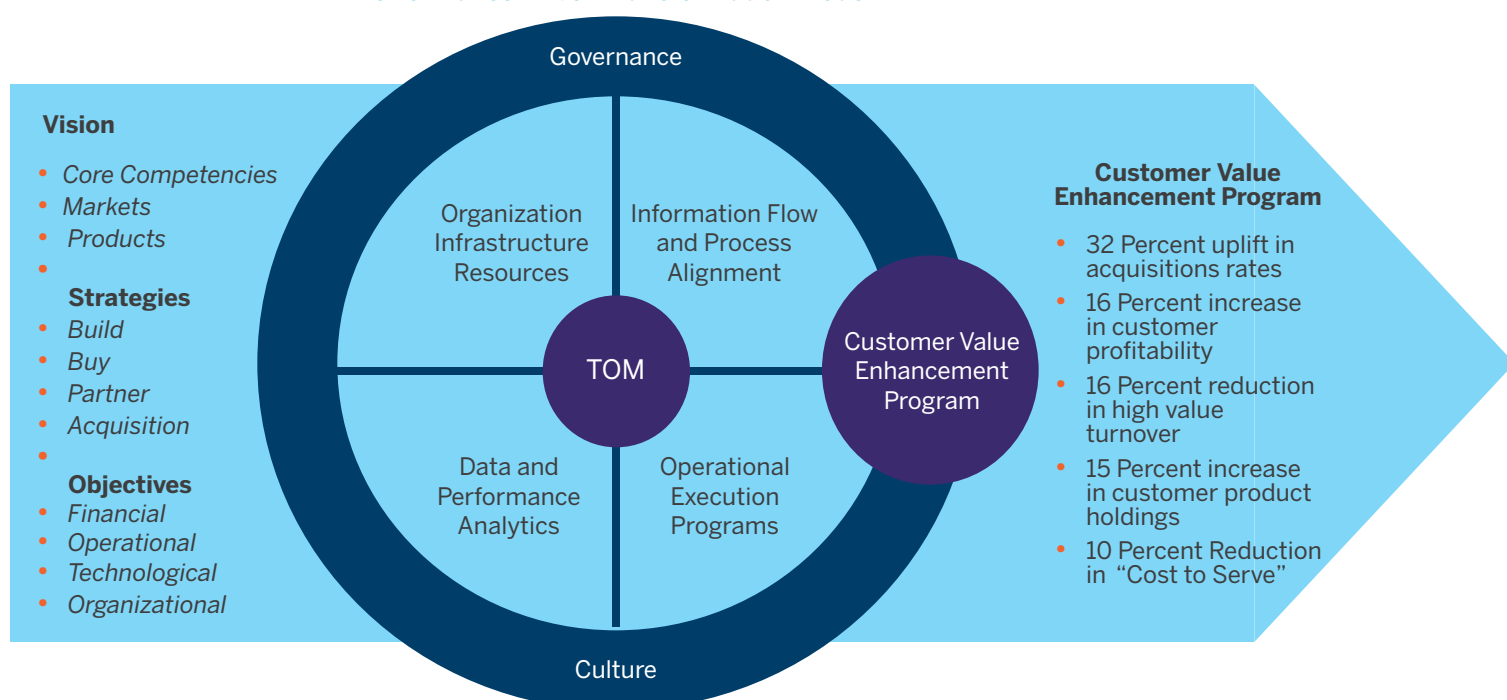 Governance
Vision
• Core Competencies
• Markets
• Products
•
Strategies
• Build
• Buy
• Partner
• Acquisition
•
Objectives
• Financial
• Operational
• Technological
• Organizational
Organization
Infrastructure
Resources
Information Flow
and Process
Alignment
TOM
Customer Value
Enhancement
Program
Data and
Performance
Analytics
Operational
Execution
Programs
Culture
Customer Value
Enhancement Program
• 32 Percent uplift in
acquisitions rates
• 16 Percent increase
in customer
profitability
• 16 Percent reduction
in high value
turnover
• 15 Percent increase
in customer product
holdings
• 10 Percent Reduction
in “Cost to Serve”